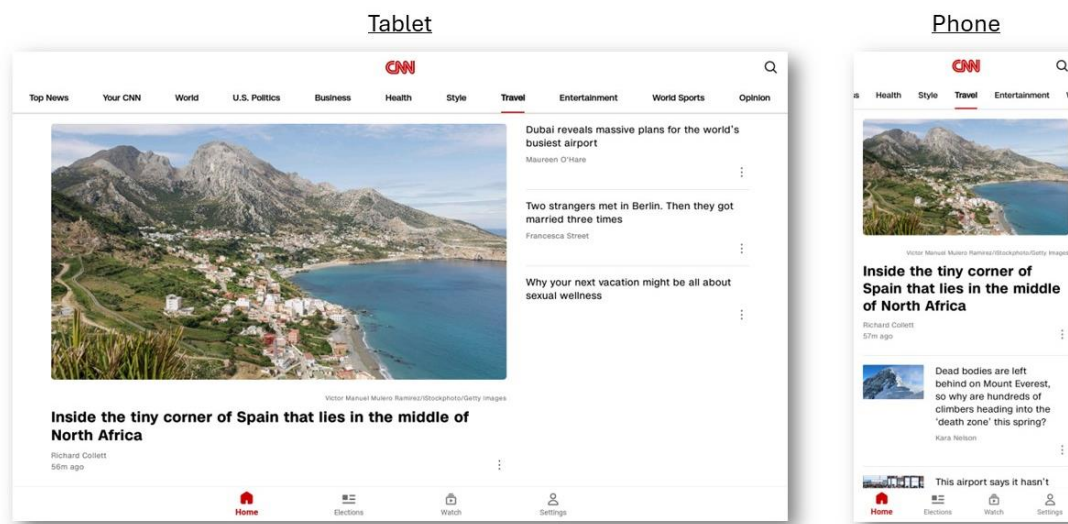 Tablet
CNN
Top News Your CNN World U.S. Politics Business Health Style Travel Entertainment World Sports Opinion
Victor Manuel Mulero Ramirez/iStockphoto/Getty Images
Inside the tiny corner of Spain that lies in the middle of
North Africa
Richard Collett
56m ago
Dubai reveals massive plans for the world's
busiest airport
Maureen O'Hare
Two strangers met in Berlin. Then they got
married three times
Francesca Street
Why your next vacation might be all about
sexual wellness
Home Elections Watch Settings
Phone
CNN
Health Style Travel Entertainment
Victor Manuel Mulero Ramirez/iStockphoto/Getty Images
Inside the tiny corner of
Spain that lies in the middle
of North Africa
Richard Collett
57m ago
Dead bodies are left
behind on Mount Everest,
so why are hundreds of
climbers heading into the
'death zone' this spring?
Kara Nelson
This airport says it hasn't
Home Elections Watch Settings